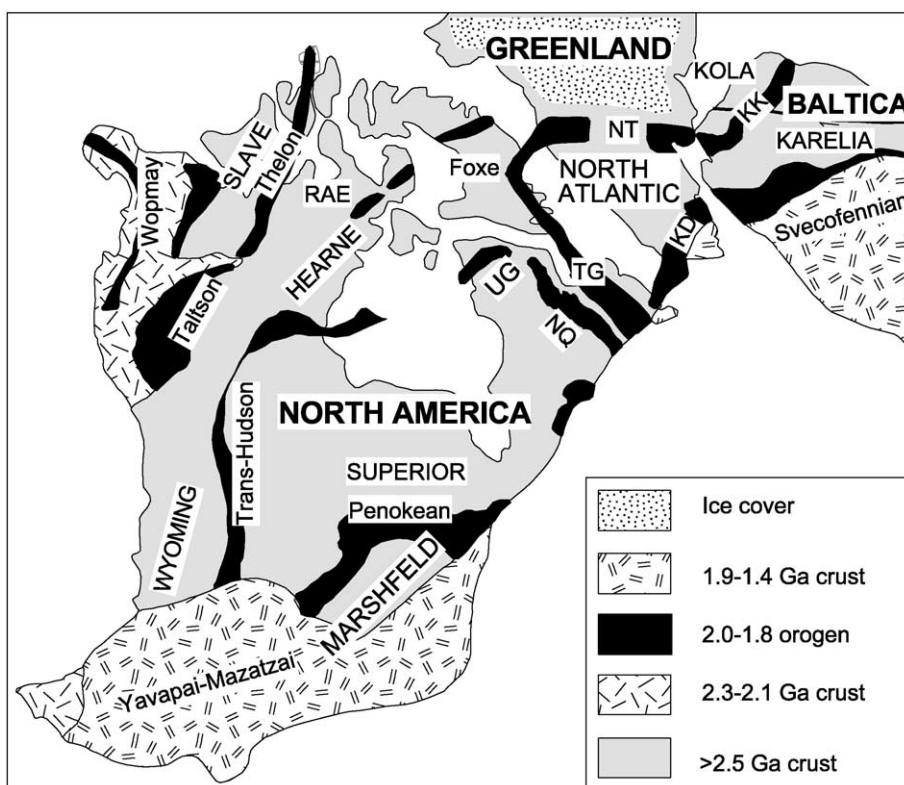 GREENLAND
KOLA
BALTICA
KK
NT
KARELIA
SLAVE
Thelon
Foxe
NORTH
ATLANTIC
RAE
Wopmay
Svecofennian
KD
HEARNE
UG
TG
Taltson
NQ
NORTH AMERICA
Trans-Hudson
SUPERIOR
Penokean
WYOMING
MARSHFELD
Yavapai-Mazatzai
Ice cover
1.9-1.4 Ga crust
2.0-1.8 orogen
2.3-2.1 Ga crust
>2.5 Ga crust